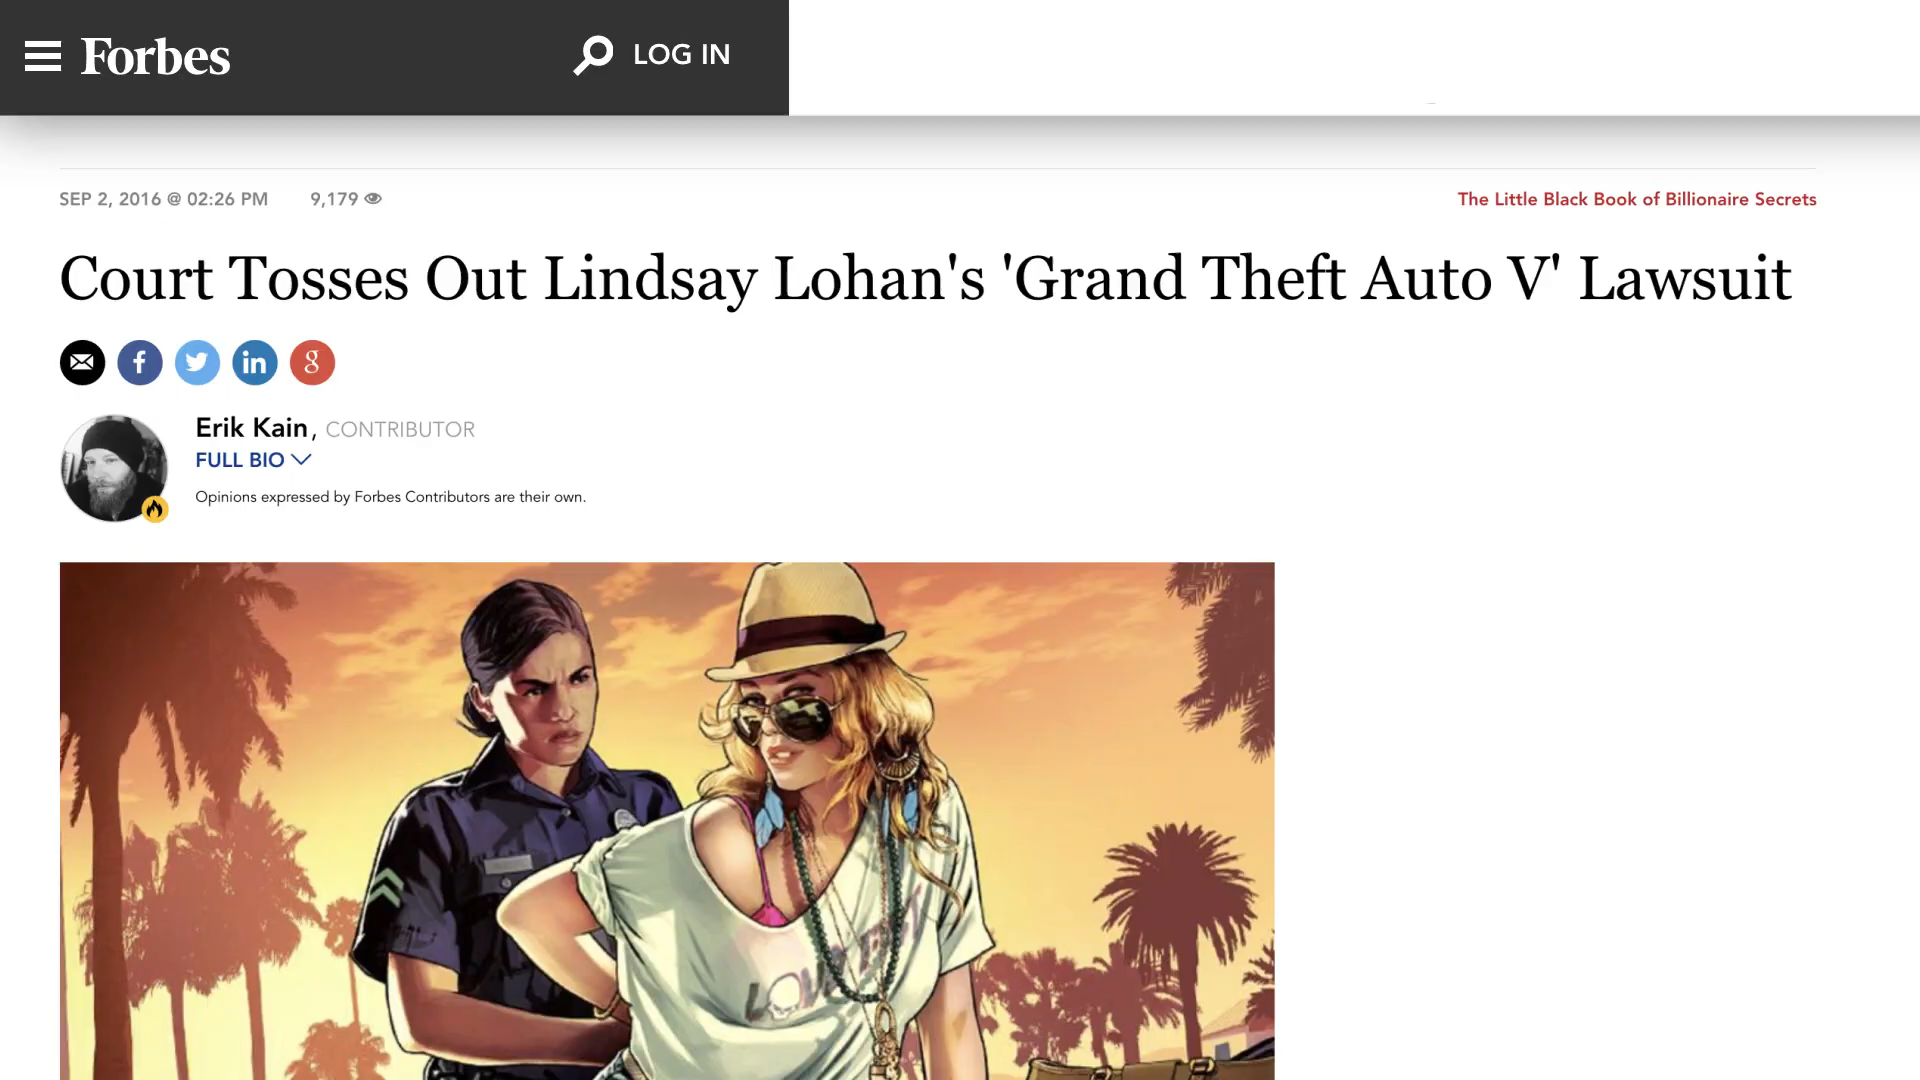 Forbes
LOG IN
SEP 2, 2016 @ 02:26 PM 9,179
The Little Black Book of Billionaire Secrets
Court Tosses Out Lindsay Lohan's 'Grand Theft Auto V' Lawsuit
Erik Kain, CONTRIBUTOR
FULL BIO
Opinions expressed by Forbes Contributors are their own.